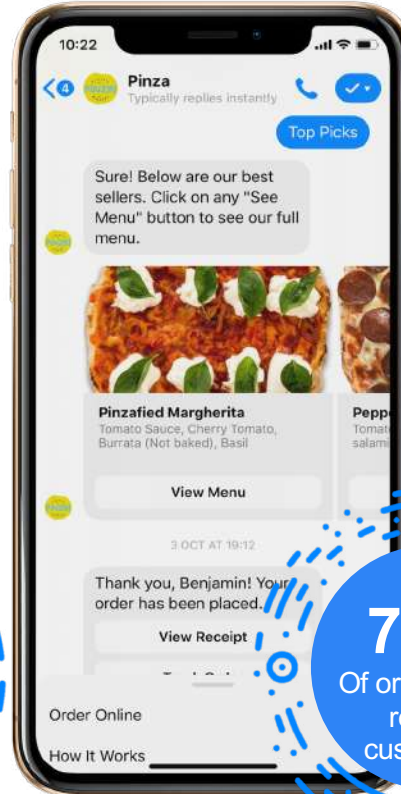 10:22
4
Pinza
Typically replies instantly
Top Picks
Sure! Below are our best
sellers. Click on any "See
Menu" button to see our full
menu.
Pinzafied Margherita
Tomato Sauce, Cherry Tomato,
Burrata (Not baked), Basil
View Menu
3 OCT AT 19:12
Thank you, Benjamin! Your
order has been placed.
View Receipt
Order Online
How It Works
7
Of